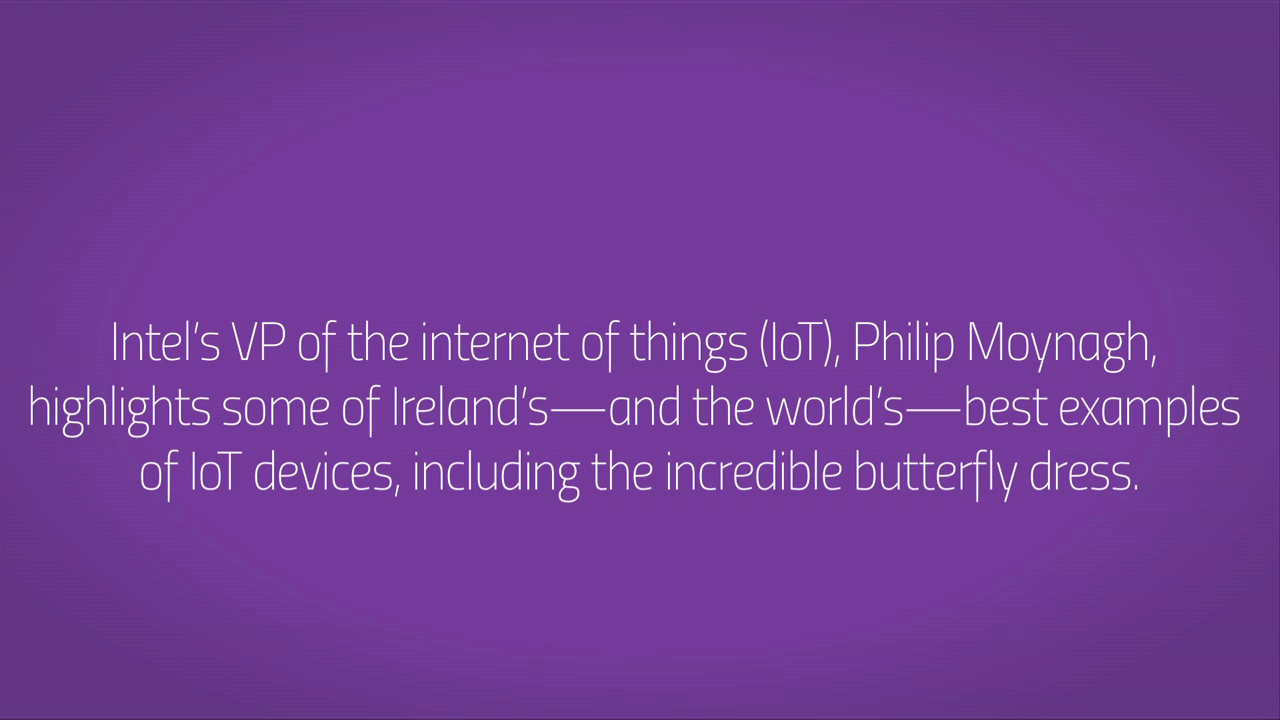 Intel’s VP of the internet of things (IoT), Philip Moynagh,
highlights some of Ireland’s—and the world’s—best examples
of IoT devices, including the incredible butterfly dress.